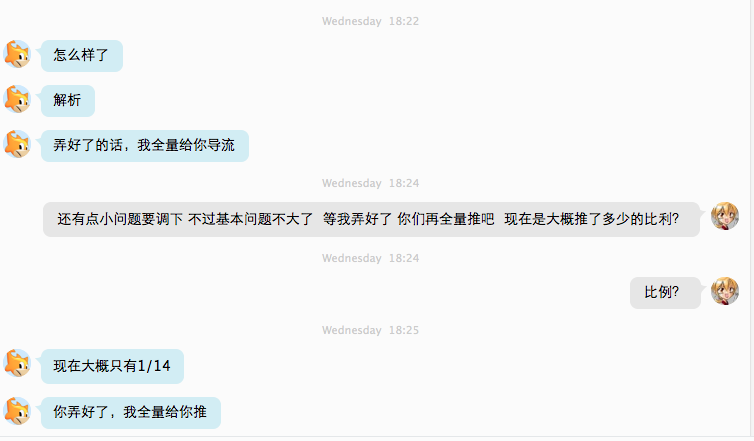 Wednesday 18:22
怎么样了
解析
弄好了的话，我全量给你导流
Wednesday 18:24
还有点小问题要调下 不过基本问题不大了 等我弄好了 你们再全量推吧 现在是大概推了多少的比利？
Wednesday 18:24
比例？
Wednesday 18:25
现在大概只有1/14
你弄好了，我全量给你推